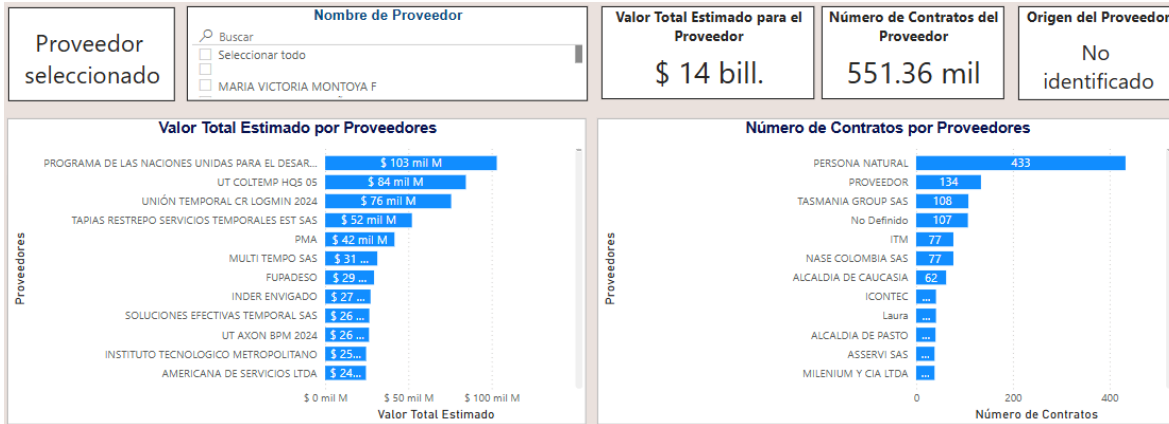 Proveedor
seleccionado
Nombre de Proveedor
Buscar
Seleccionar todo
MARIA VICTORIA MONTOYA F
Valor Total Estimado para el
Proveedor
$ 14 bill.
Número de Contratos del
Proveedor
551.36 mil
Origen del Proveedor
No
identificado
Valor Total Estimado por Proveedores
Proveedores
PROGRAMA DE LAS NACIONES UNIDAS PARA EL DESAR... $ 103 mil M
UT COLTEMP HQ5 05 $ 84 mil M
UNIÓN TEMPORAL CR LOGMIN 2024 $ 76 mil M
TAPIAS RESTREPO SERVICIOS TEMPORALES EST SAS $ 52 mil M
PMA $ 42 mil M
MULTI TEMPO SAS $ 31 ...
FUPADESO $ 29 ...
INDER ENVIGADO $ 27 ...
SOLUCIONES EFECTIVAS TEMPORAL SAS $ 26 ...
UT AXON BPM 2024 $ 26 ...
INSTITUTO TECNOLOGICO METROPOLITANO $ 25...
AMERICANA DE SERVICIOS LTDA $ 24...
$ 0 mil M $ 50 mil M $ 100 mil M
Valor Total Estimado
Número de Contratos por Proveedores
Proveedores
PERSONA NATURAL 433
PROVEEDOR 134
TASMANIA GROUP SAS 108
No Definido 107
ITM 77
NASE COLOMBIA SAS 77
ALCALDIA DE CAUCASIA 62
ICONTEC ...
Laura ...
ALCALDIA DE PASTO ...
ASSERVI SAS ...
MILENIUM Y CIA LTDA ...
0 200 400
Número de Contratos